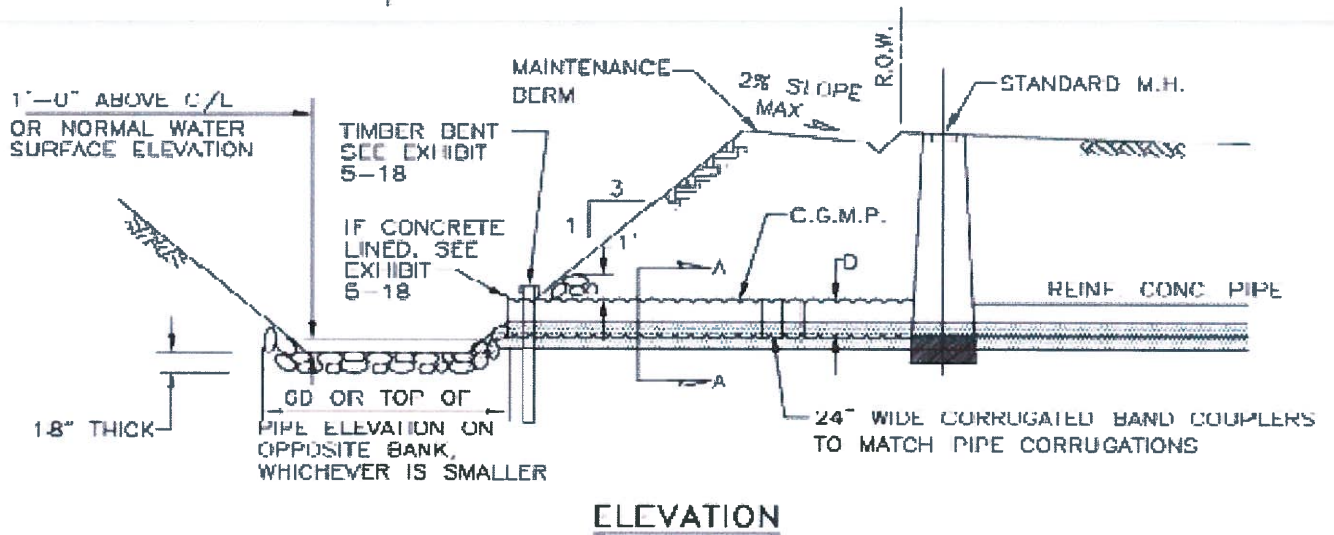 1'-0" ABOVE C/L
OR NORMAL WATER
SURFACE ELEVATION
TIMBER BENT
SEE EXHIBIT
5-18
IF CONCRETE
LINED, SEE
EXHIBIT
5-18
MAINTENANCE
BERM
2% SLOPE
MAX
R.O.W.
STANDARD M.H.
3
1
1'
C.G.M.P.
A
D
REINF CONC PIPE
A
18" THICK
6D OR TOP OF
PIPE ELEVATION ON
OPPOSITE BANK,
WHICHEVER IS SMALLER
24" WIDE CORRUGATED BAND COUPLERS
TO MATCH PIPE CORRUGATIONS
ELEVATION